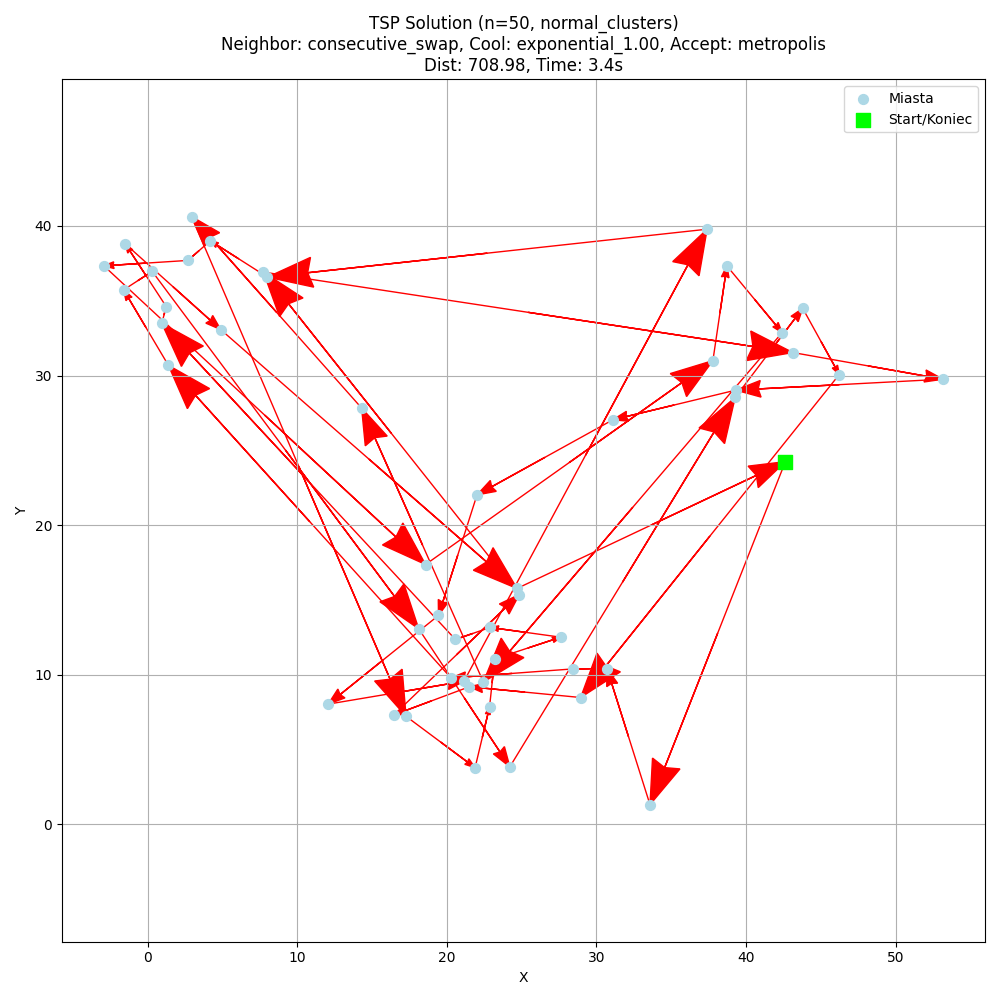 TSP Solution (n=50, normal_clusters)
Neighbor: consecutive_swap, Cool: exponential_1.00, Accept: metropolis
Dist: 708.98, Time: 3.4s
Miasta
Start/Koniec
40
30
20
10
0
Y
0 10 20 30 40 50
X